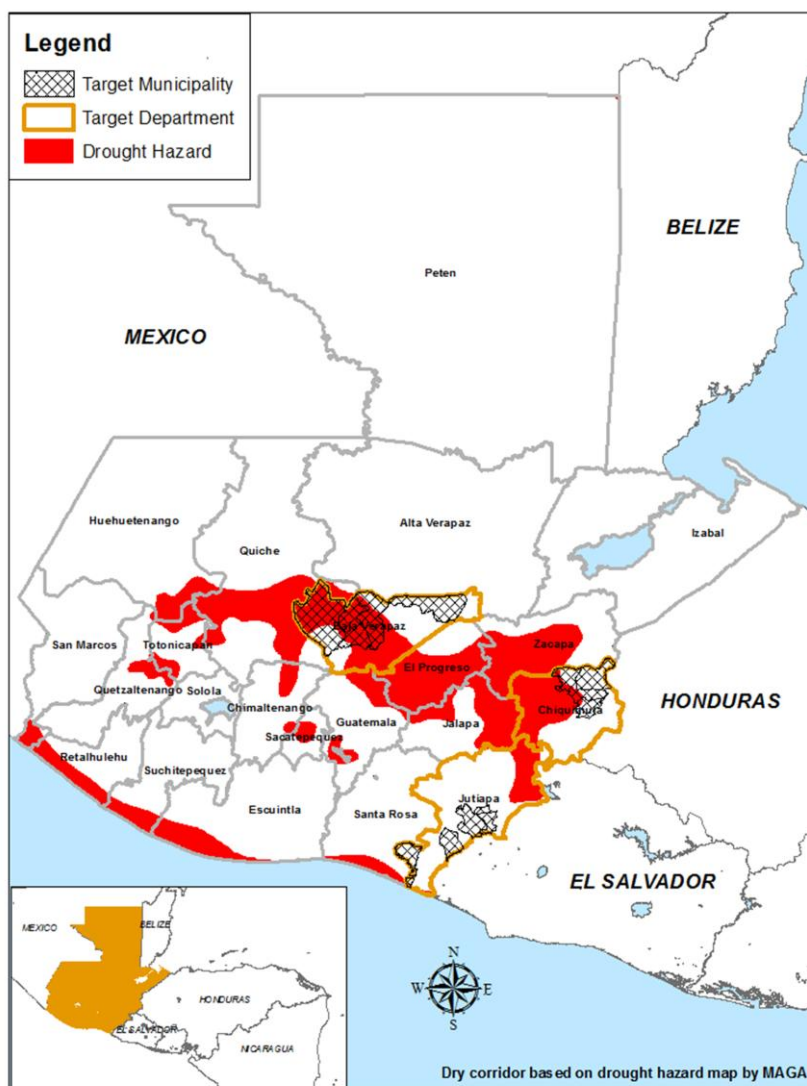 Legend
Target Municipality
Target Department
Drought Hazard
BELIZE
Peten
MEXICO
Huehuetenango
Alta Verapaz
Izabal
Quiche
San Marcos
Totonicapan
Baja Verapaz
Zacapa
El Progreso
Quetzaltenango
Solola
HONDURAS
Chimaltenango
Guatemala
Jalapa
Chiquimula
Sacatepequez
Retalhulehu
Suchitepequez
Jutiapa
Escuintla
Santa Rosa
EL SALVADOR
MEXICO
BELIZE
HONDURAS
EL SALVADOR
NICARAGUA
N
W
E
S
Dry corridor based on drought hazard map by MAGA